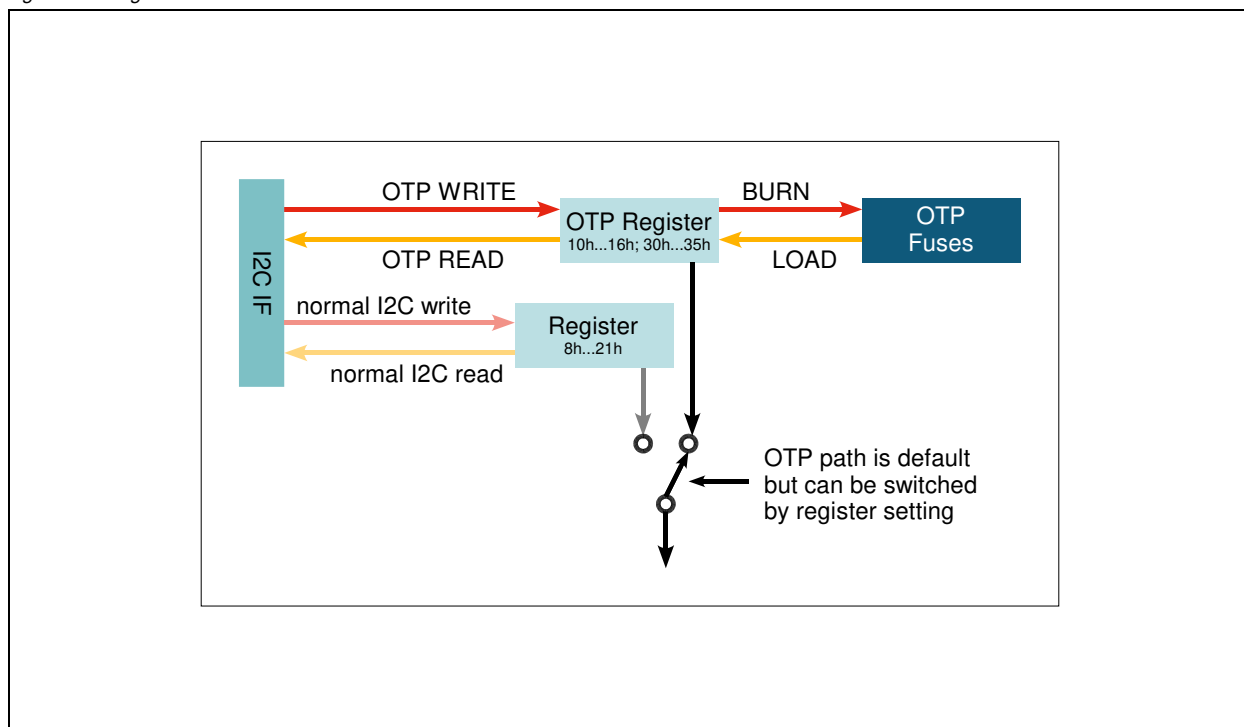 OTP WRITE
BURN
OTP Register
10h...16h; 30h...35h
OTP
Fuses
OTP READ
LOAD
I2C IF
normal I2C write
Register
8h...21h
normal I2C read
OTP path is default
but can be switched
by register setting